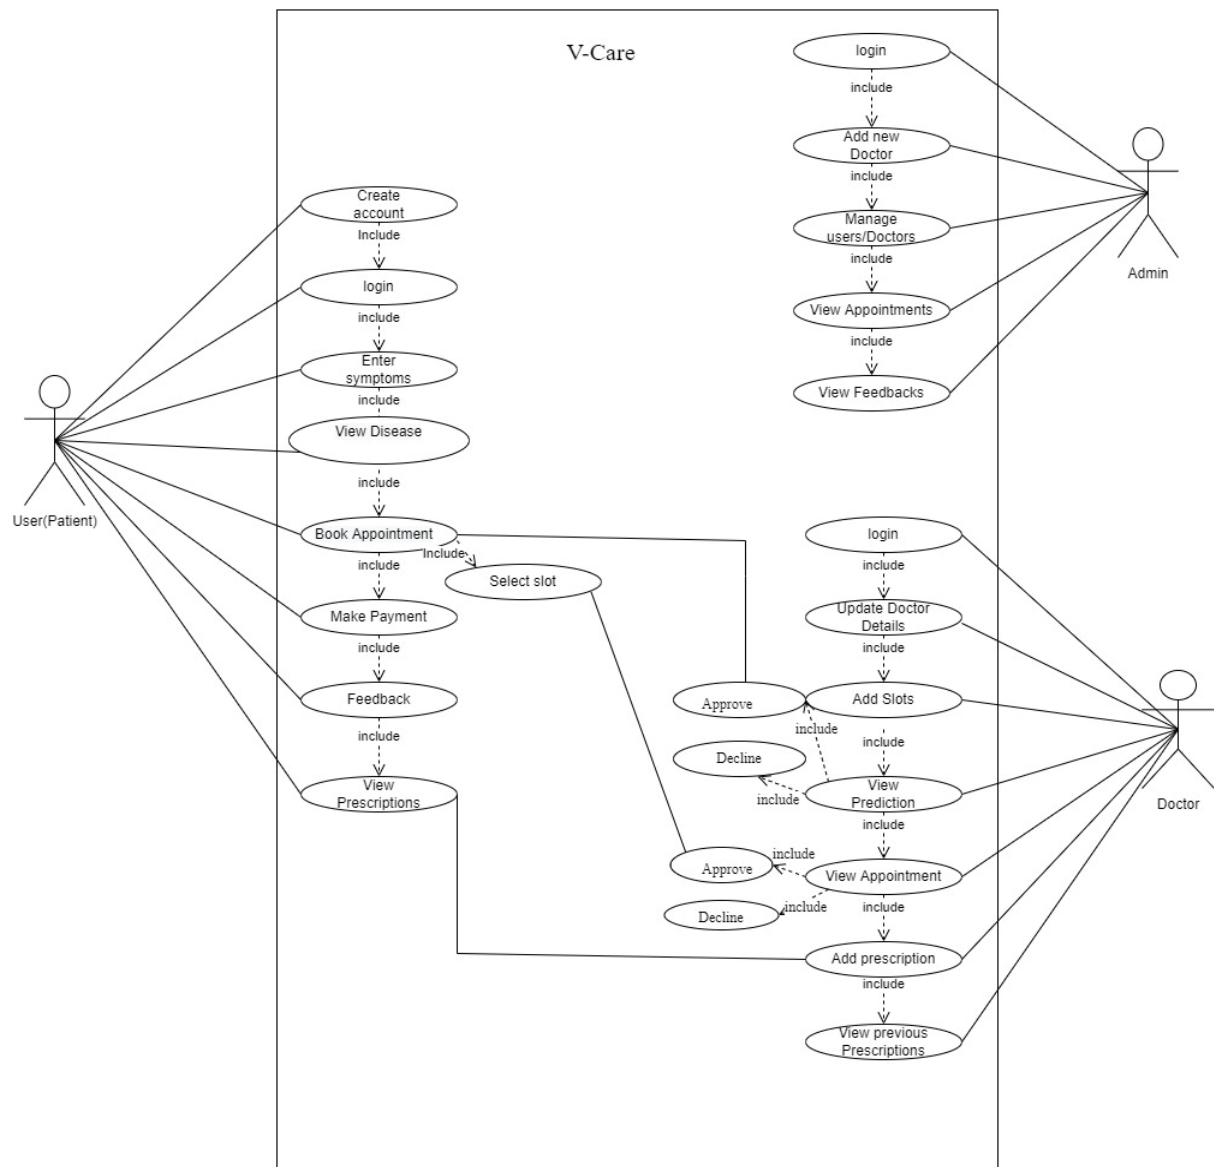 V-Care
login
include
Add new
Doctor
include
Manage
users/Doctors
include
View Appointments
include
View Feedbacks
Admin
Create
account
Include
login
include
Enter
symptoms
include
View Disease
include
Book Appointment
Include
include
Select slot
Make Payment
include
Feedback
include
View
Prescriptions
User(Patient)
login
include
Update Doctor
Details
include
Add Slots
Approve
include
include
Decline
include
View
Prediction
include
Approve
include
View Appointment
Decline
include
include
Add prescription
include
View previous
Prescriptions
Doctor